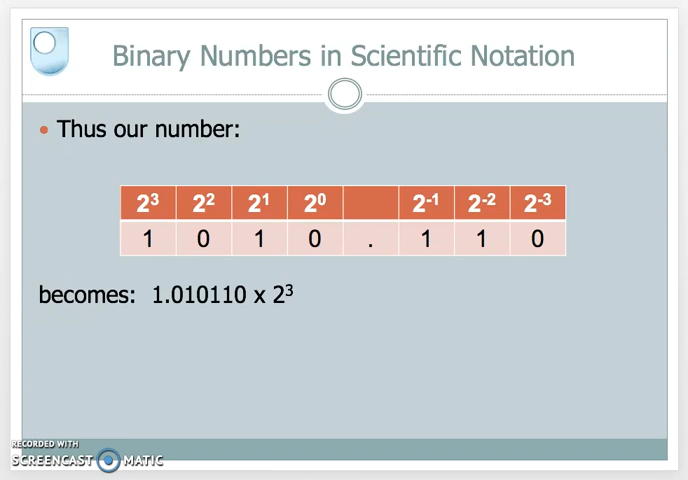 Binary Numbers in Scientific Notation
• Thus our number:
2³ 2² 2¹ 2⁰ 2⁻¹ 2⁻² 2⁻³
1 0 1 0 . 1 1 0
becomes: 1.010110 x 2³
RECORDED WITH
SCREENCAST MATIC